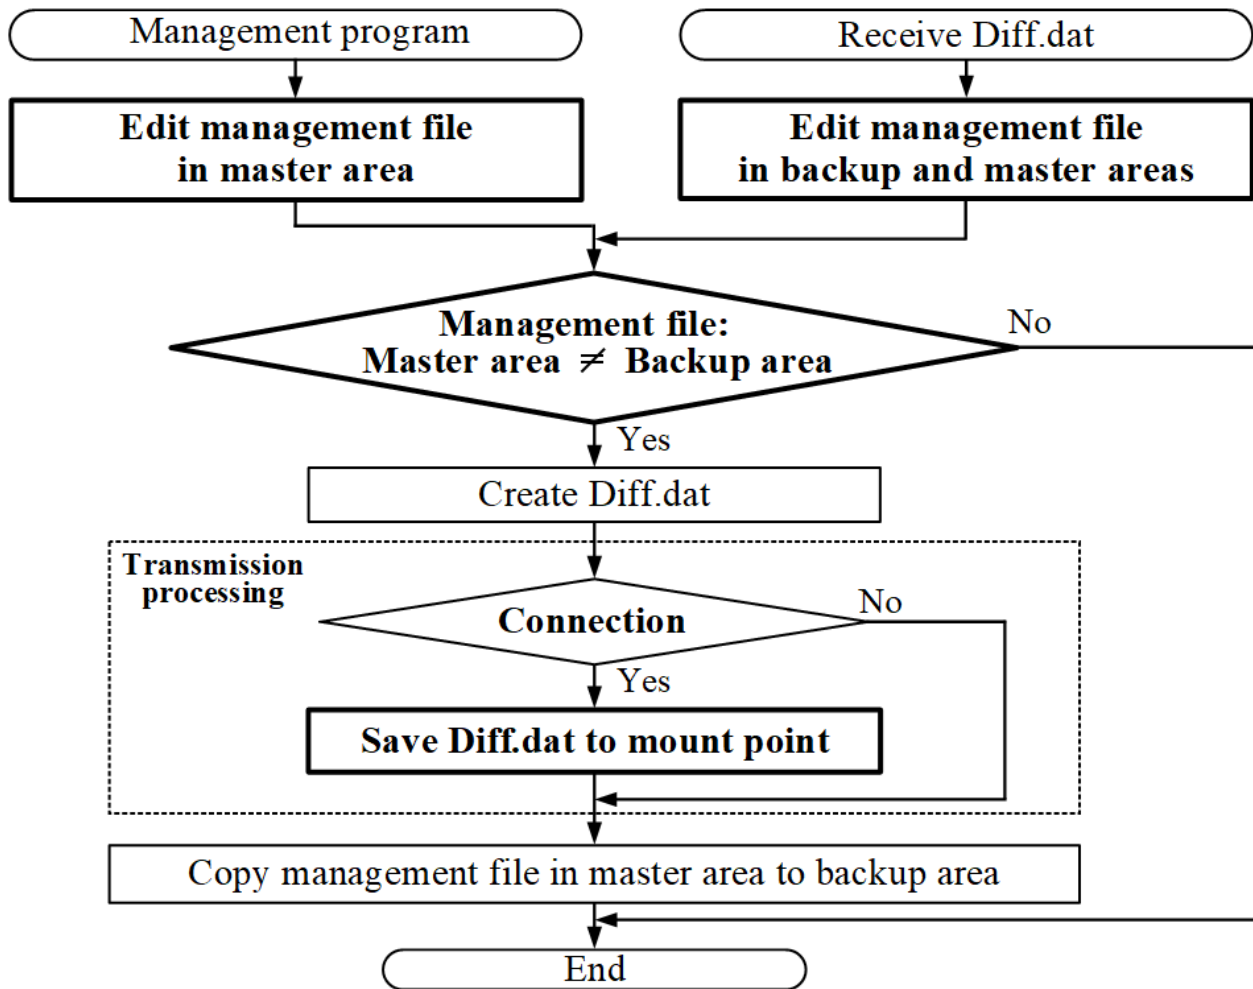 Management program
Receive Diff.dat
Edit management file
in master area
Edit management file
in backup and master areas
Management file:
Master area ≠ Backup area
No
Yes
Create Diff.dat
Transmission
processing
Connection
No
Yes
Save Diff.dat to mount point
Copy management file in master area to backup area
End